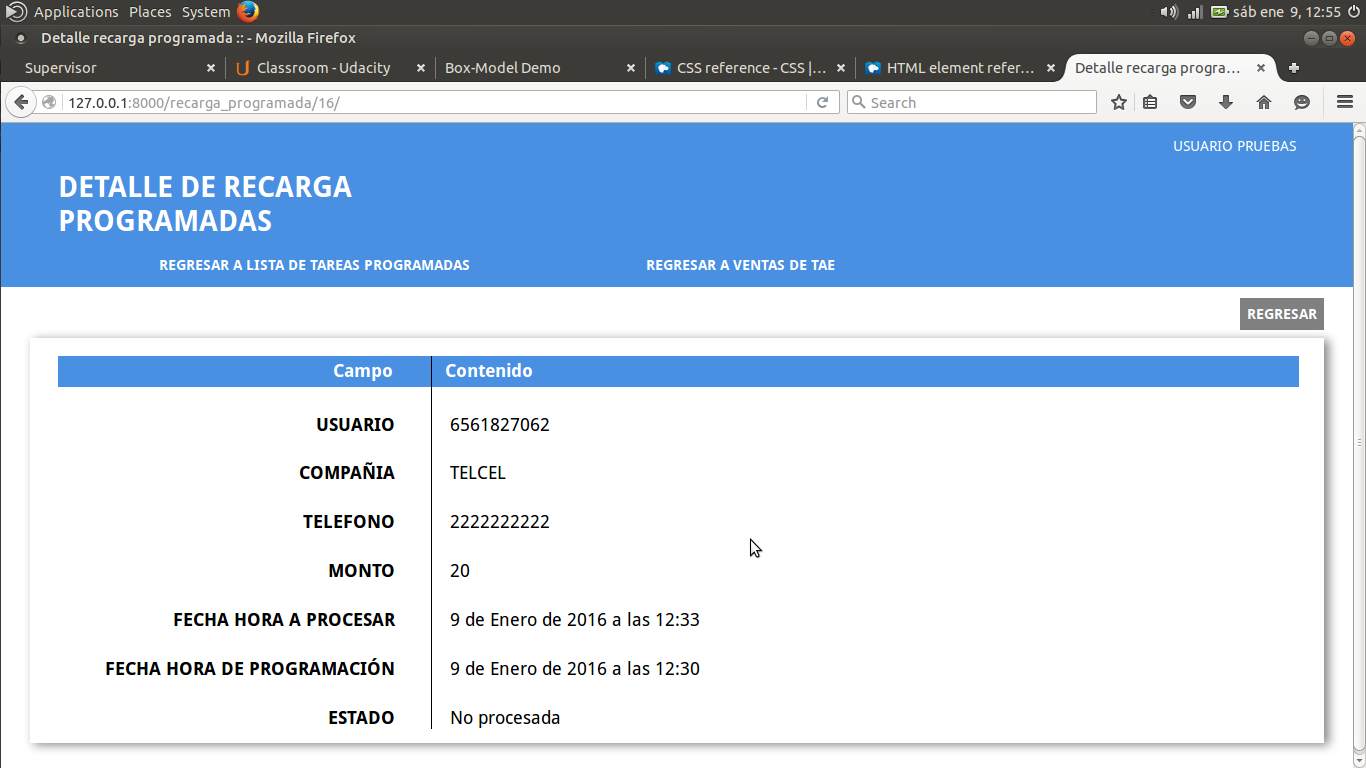 Applications Places System sáb ene 9, 12:55
Detalle recarga programada :: - Mozilla Firefox
Supervisor Classroom - Udacity Box-Model Demo CSS reference - CSS |... HTML element refer... Detalle recarga progra...
127.0.0.1:8000/recarga_programada/16/ Search
USUARIO PRUEBAS
DETALLE DE RECARGA
PROGRAMADAS
REGRESAR A LISTA DE TAREAS PROGRAMADAS REGRESAR A VENTAS DE TAE
REGRESAR
Campo Contenido
USUARIO 6561827062
COMPAÑIA TELCEL
TELEFONO 2222222222
MONTO 20
FECHA HORA A PROCESAR 9 de Enero de 2016 a las 12:33
FECHA HORA DE PROGRAMACIÓN 9 de Enero de 2016 a las 12:30
ESTADO No procesada